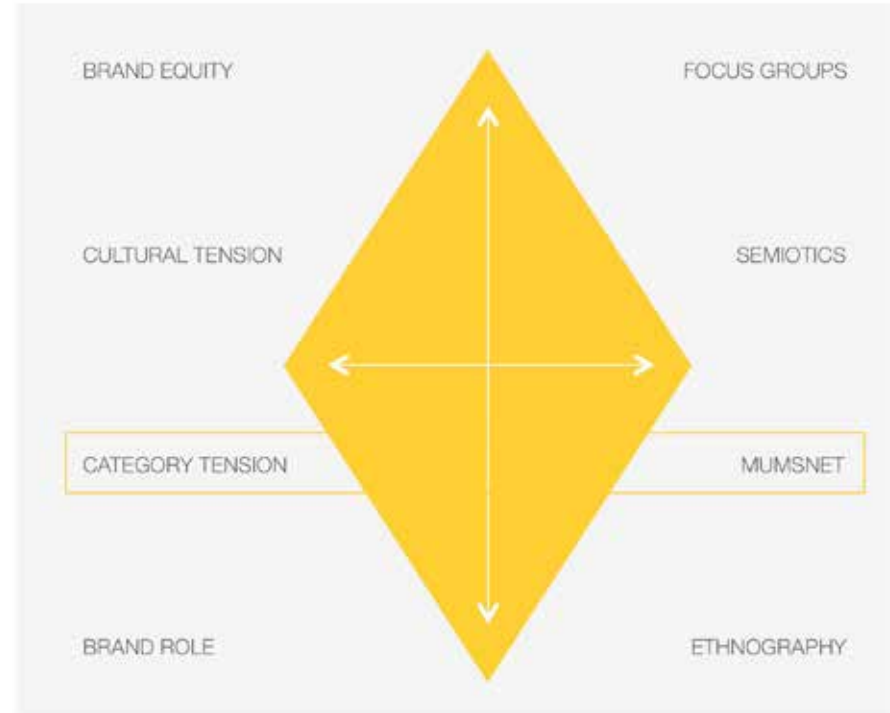 BRAND EQUITY FOCUS GROUPS
CULTURAL TENSION SEMIOTICS
CATEGORY TENSION MUMSNET
BRAND ROLE ETHNOGRAPHY